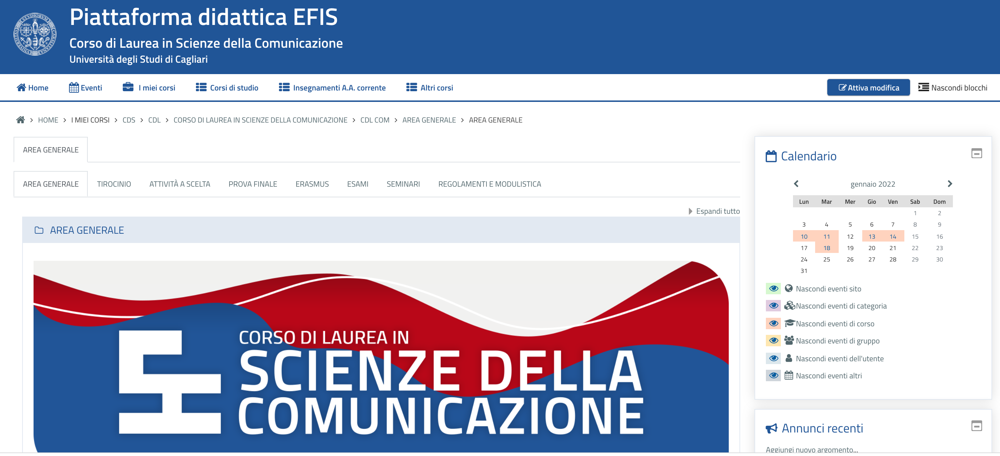 Piattaforma didattica EFIS
Corso di Laurea in Scienze della Comunicazione
Università degli Studi di Cagliari
Home Eventi I miei corsi Corsi di studio Insegnamenti A.A. corrente Altri corsi Attiva modifica Nascondi blocchi
HOME > I MIEI CORSI > CDS > CDL > CORSO DI LAUREA IN SCIENZE DELLA COMUNICAZIONE > CDL COM > AREA GENERALE > AREA GENERALE
AREA GENERALE
AREA GENERALE TIROCINIO ATTIVITÀ A SCELTA PROVA FINALE ERASMUS ESAMI SEMINARI REGOLAMENTI E MODULISTICA
Espandi tutto
AREA GENERALE
CORSO DI LAUREA IN
SCIENZE DELLA
COMUNICAZIONE
Calendario
gennaio 2022
Lun Mar Mer Gio Ven Sab Dom
1 2
3 4 5 6 7 8 9
10 11 12 13 14 15 16
17 18 19 20 21 22 23
24 25 26 27 28 29 30
31
Nascondi eventi sito
Nascondi eventi di categoria
Nascondi eventi di corso
Nascondi eventi di gruppo
Nascondi eventi dell'utente
Nascondi eventi altri
Annunci recenti
Aggiungi nuovo argomento...